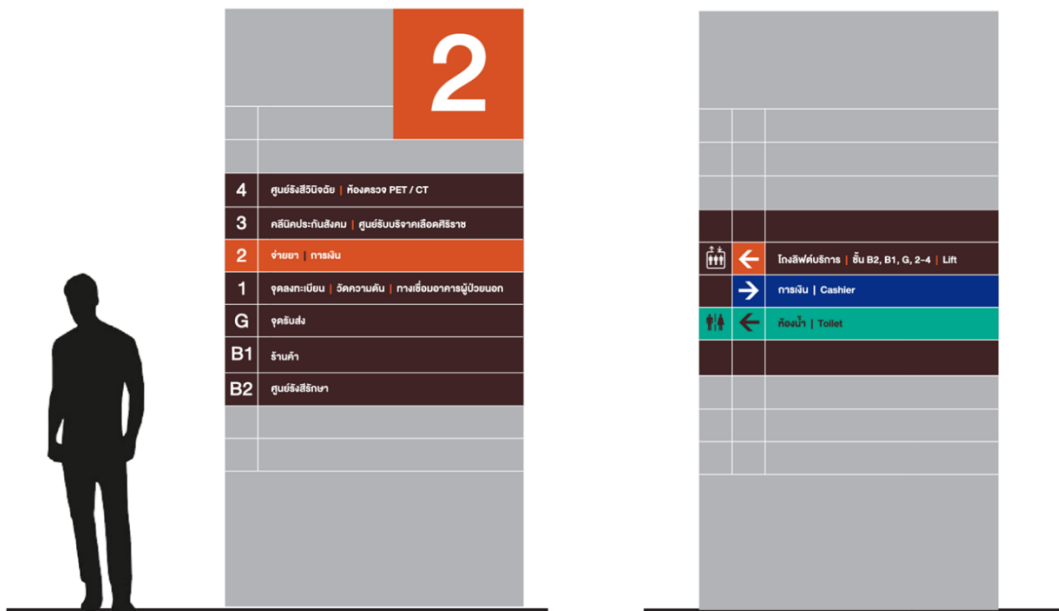 2
4 ศูนย์รังสีวินิจฉัย | ห้องตรวจ PET / CT
3 คลีนิคประกันสังคม | ศูนย์รับบริจาคเลือดศิริราช
2 จ่ายยา | การเงิน
1 จุดลงทะเบียน | วัดความดัน | ทางเชื่อมอาคารผู้ป่วยนอก
G จุดรับส่ง
B1 ร้านค้า
B2 ศูนย์รังสีรักษา
โถงลิฟต์บริการ | ชั้น B2, B1, G, 2-4 | Lift
การเงิน | Cashier
ห้องน้ำ | Toilet